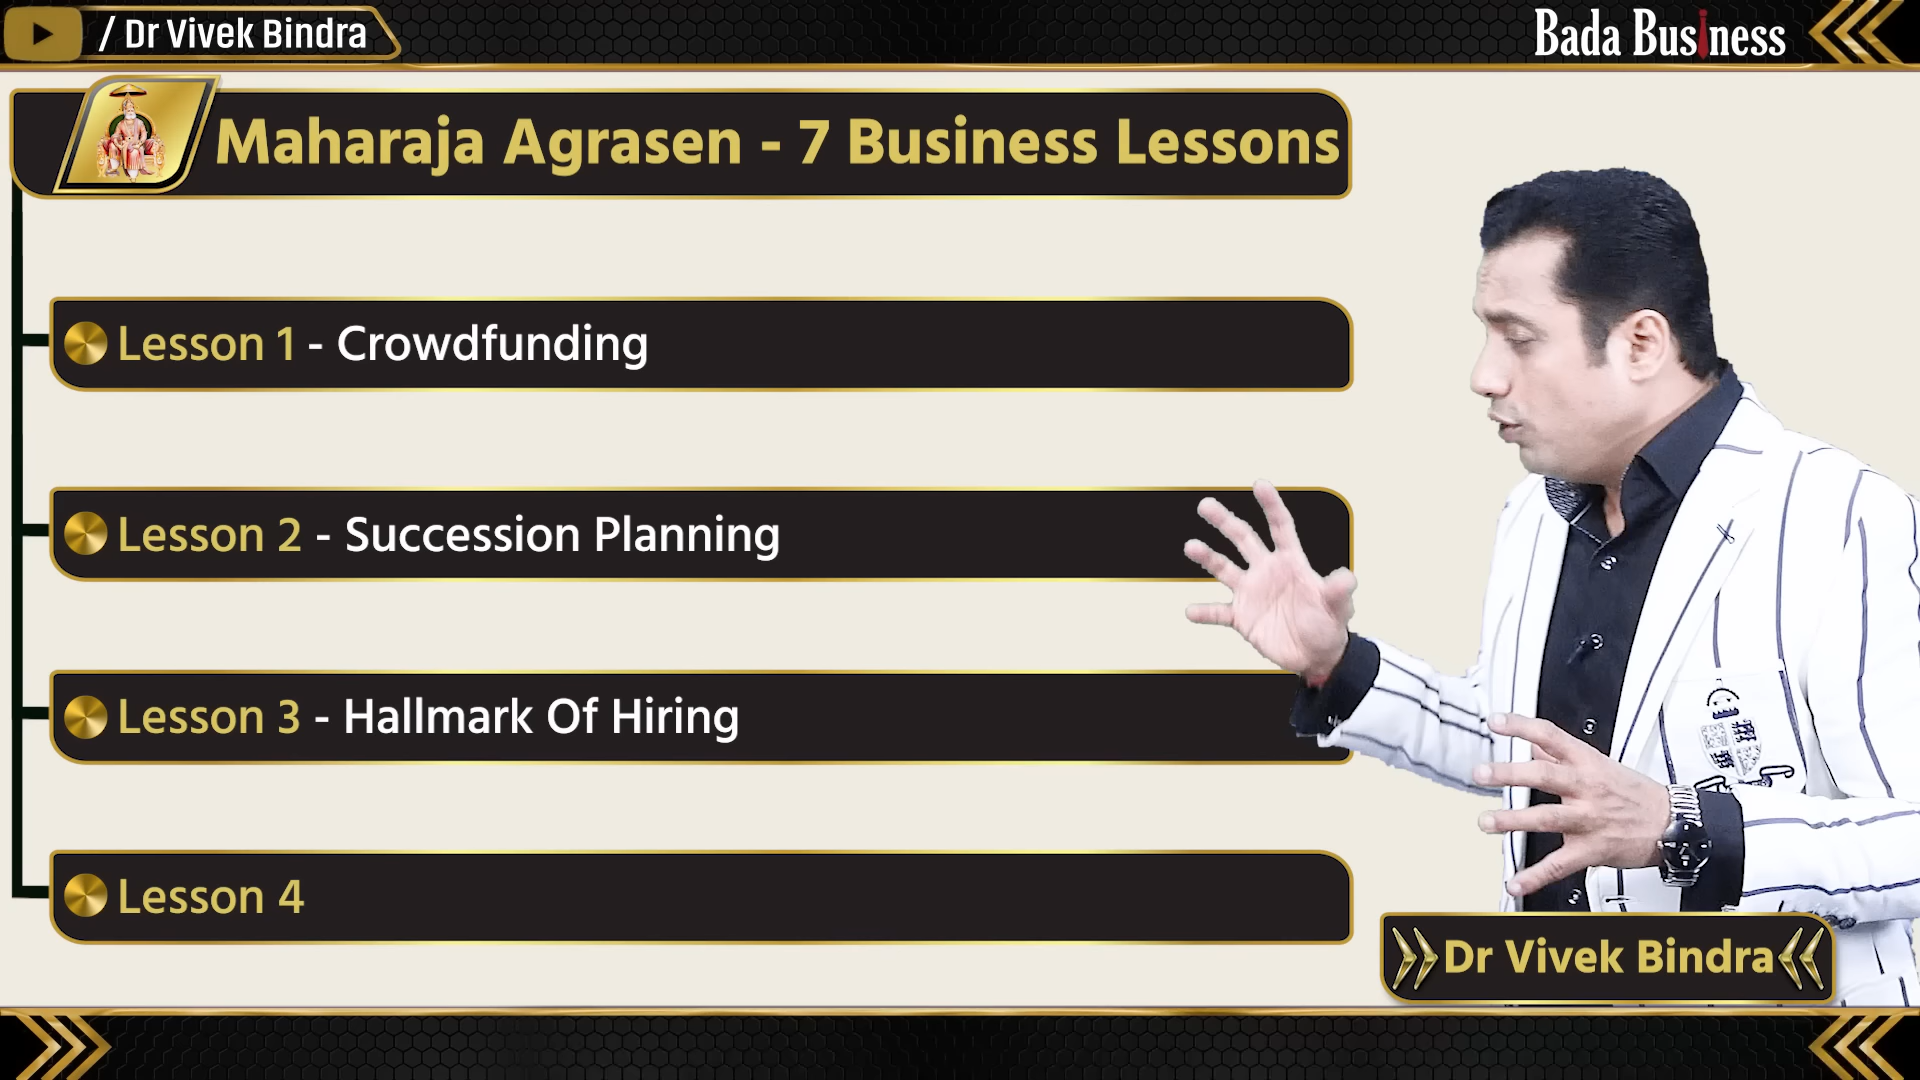 / Dr Vivek Bindra
Bada Business
Maharaja Agrasen - 7 Business Lessons
Lesson 1 - Crowdfunding
Lesson 2 - Succession Planning
Lesson 3 - Hallmark Of Hiring
Lesson 4
Dr Vivek Bindra